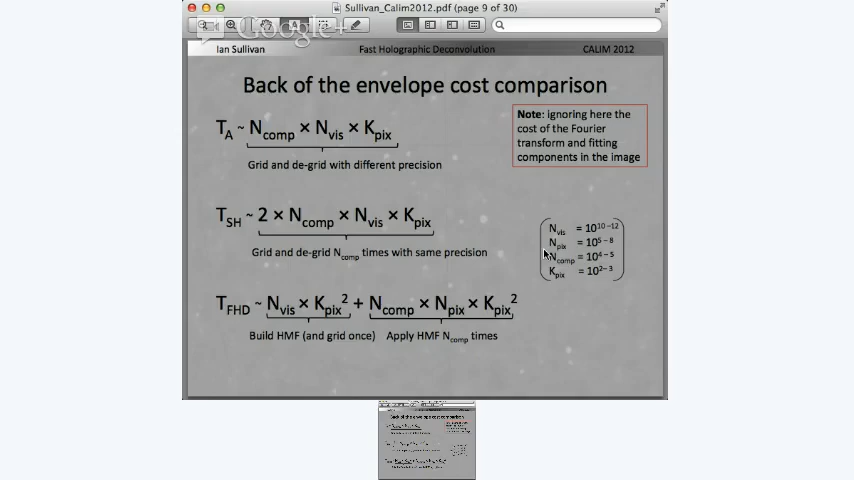 Sullivan_Calim2012.pdf (page 9 of 30)
Google+
Ian Sullivan Fast Holographic Deconvolution CALIM 2012
Back of the envelope cost comparison
T_A ~ N_comp × N_vis × K_pix
Grid and de-grid with different precision
Note: ignoring here the
cost of the Fourier
transform and fitting
components in the image
T_SH ~ 2 × N_comp × N_vis × K_pix
Grid and de-grid N_comp times with same precision
N_vis = 10^10–12
N_pix = 10^6–8
N_comp = 10^4–5
K_pix = 10^2–3
T_FHD ~ N_vis × K_pix^2 + N_comp × N_pix × K_pix^2
Build HMF (and grid once) Apply HMF N_comp times